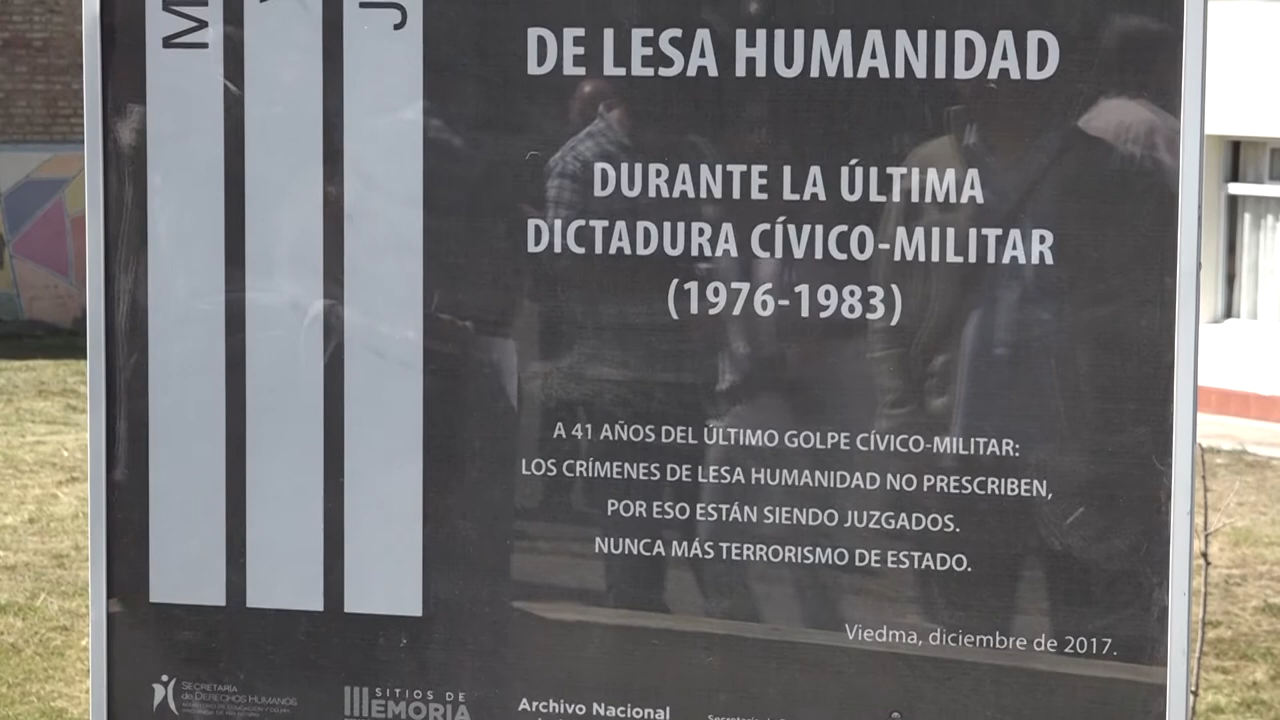 M
J
DE LESA HUMANIDAD
DURANTE LA ÚLTIMA
DICTADURA CÍVICO-MILITAR
(1976-1983)
A 41 AÑOS DEL ÚLTIMO GOLPE CÍVICO-MILITAR:
LOS CRÍMENES DE LESA HUMANIDAD NO PRESCRIBEN,
POR ESO ESTÁN SIENDO JUZGADOS.
NUNCA MÁS TERRORISMO DE ESTADO.
Viedma, diciembre de 2017.
SECRETARÍA
de DERECHOS HUMANOS
SITIOS DE
EMORIA
Archivo Nacional